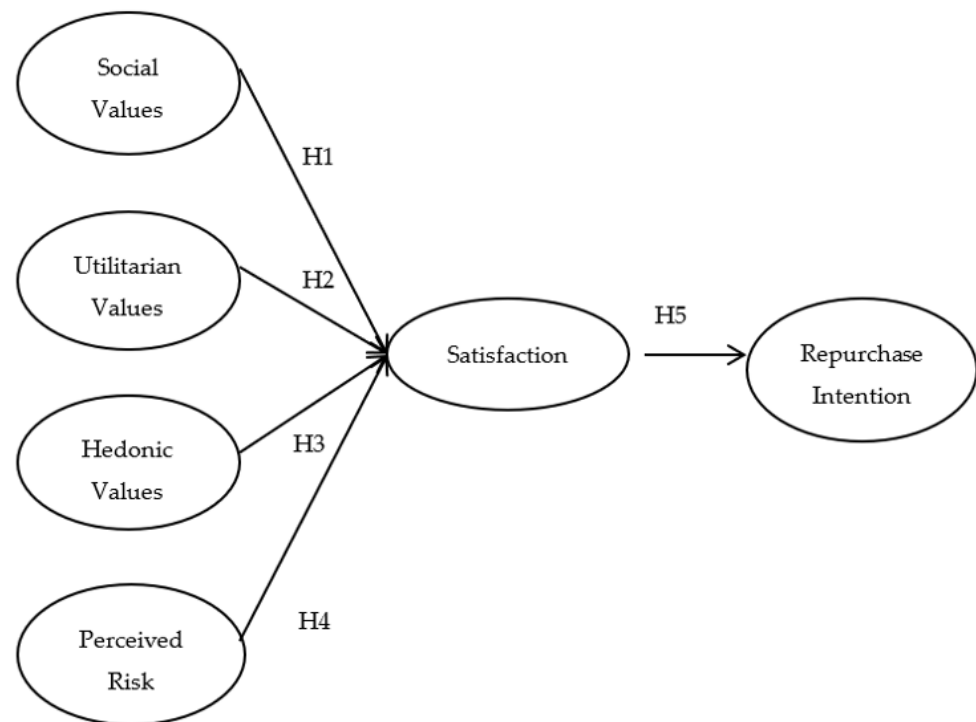 Social
Values
H1
Utilitarian
Values
H2
Satisfaction
H5
Repurchase
Intention
Hedonic
Values
H3
Perceived
Risk
H4